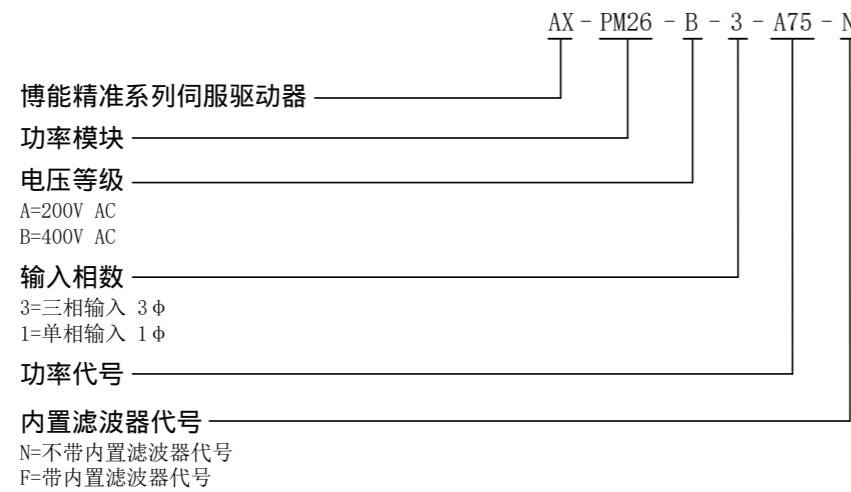 AX-PM26-B-3-A75-N
博能精准系列伺服驱动器
功率模块
电压等级
A=200V AC
B=400V AC
输入相数
3=三相输入 3φ
1=单相输入 1φ
功率代号
内置滤波器代号
N=不带内置滤波器代号
F=带内置滤波器代号